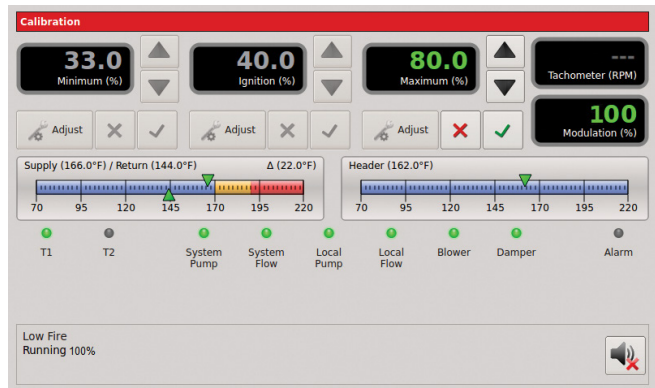 Calibration
33.0
Minimum (%)
40.0
Ignition (%)
80.0
Maximum (%)
---
Tachometer (RPM)
Adjust
Adjust
Adjust
100
Modulation (%)
Supply (166.0°F) / Return (144.0°F) Δ (22.0°F)
70 95 120 145 170 195 220
Header (162.0°F)
70 95 120 145 170 195 220
T1 T2 System Pump System Flow Local Pump Local Flow Blower Damper Alarm
Low Fire
Running 100%